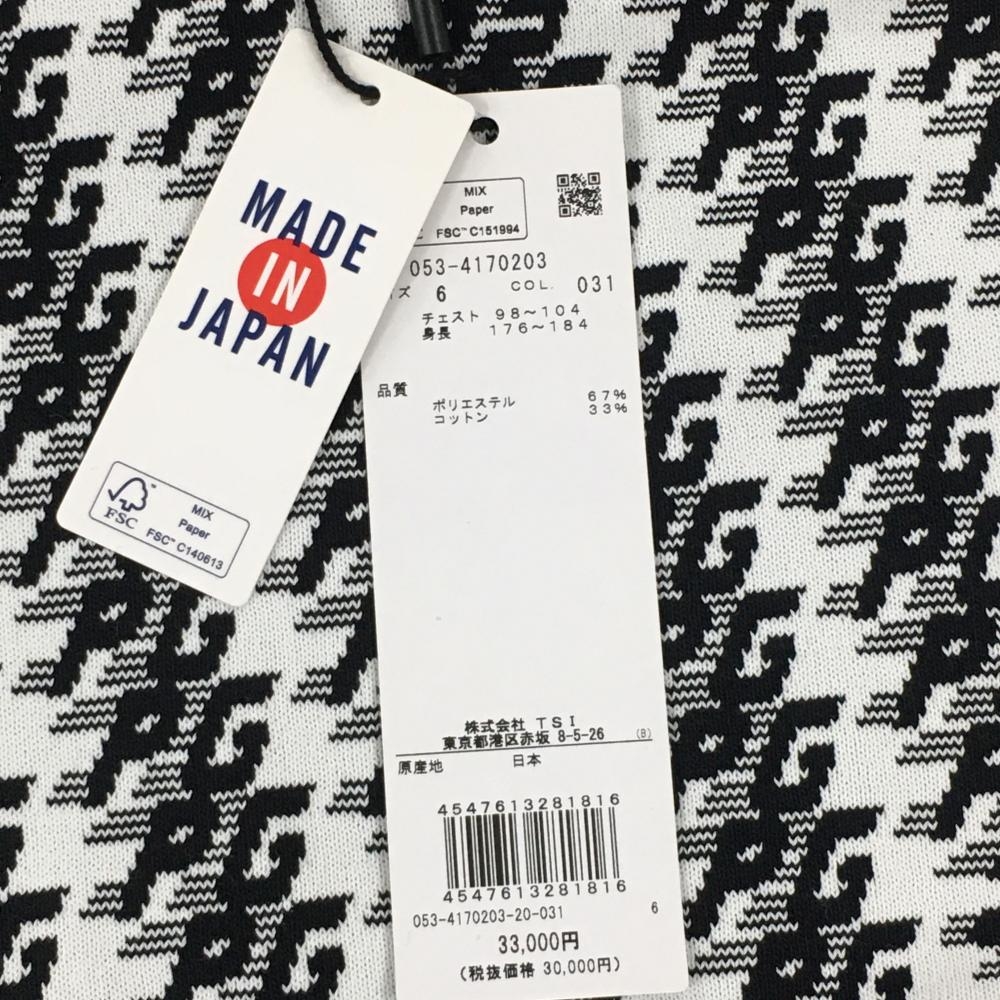 MADE
IN
JAPAN
FSC
MIX
Paper
FSC™ C140613
MIX
Paper
FSC™ C151994
053-4170203
イズ 6 COL. 031
チェスト 98~104
身長 176~184
品質
ポリエステル 67%
コットン 33%
株式会社 TSI
東京都港区赤坂 8-5-26 (B)
原産地 日本
4547613281816
4547613281816
053-4170203-20-031 6
33,000円
(税抜価格 30,000円)